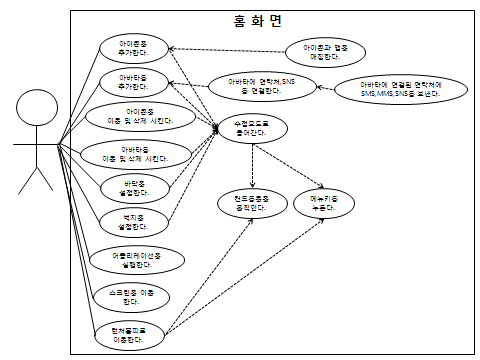 홈 화 면
아이콘을
추가한다.
아이콘과 앱을
매칭한다.
아바타를
추가한다.
아바타에 연락처,SNS
를 연결한다.
아바타에 연결된 연락처에
SMS,MMS,SNS를 보낸다.
아이콘을
이동 및 삭제 시킨다.
수정모드로
들어간다.
아바타를
이동 및 삭제 시킨다.
바닥을
설정한다.
벽지를
설정한다.
컨트롤롤을
움직인다.
메뉴키를
누른다.
어플리케이션을
실행한다.
스크린을 이동
한다.
런처홈피로
이동한다.